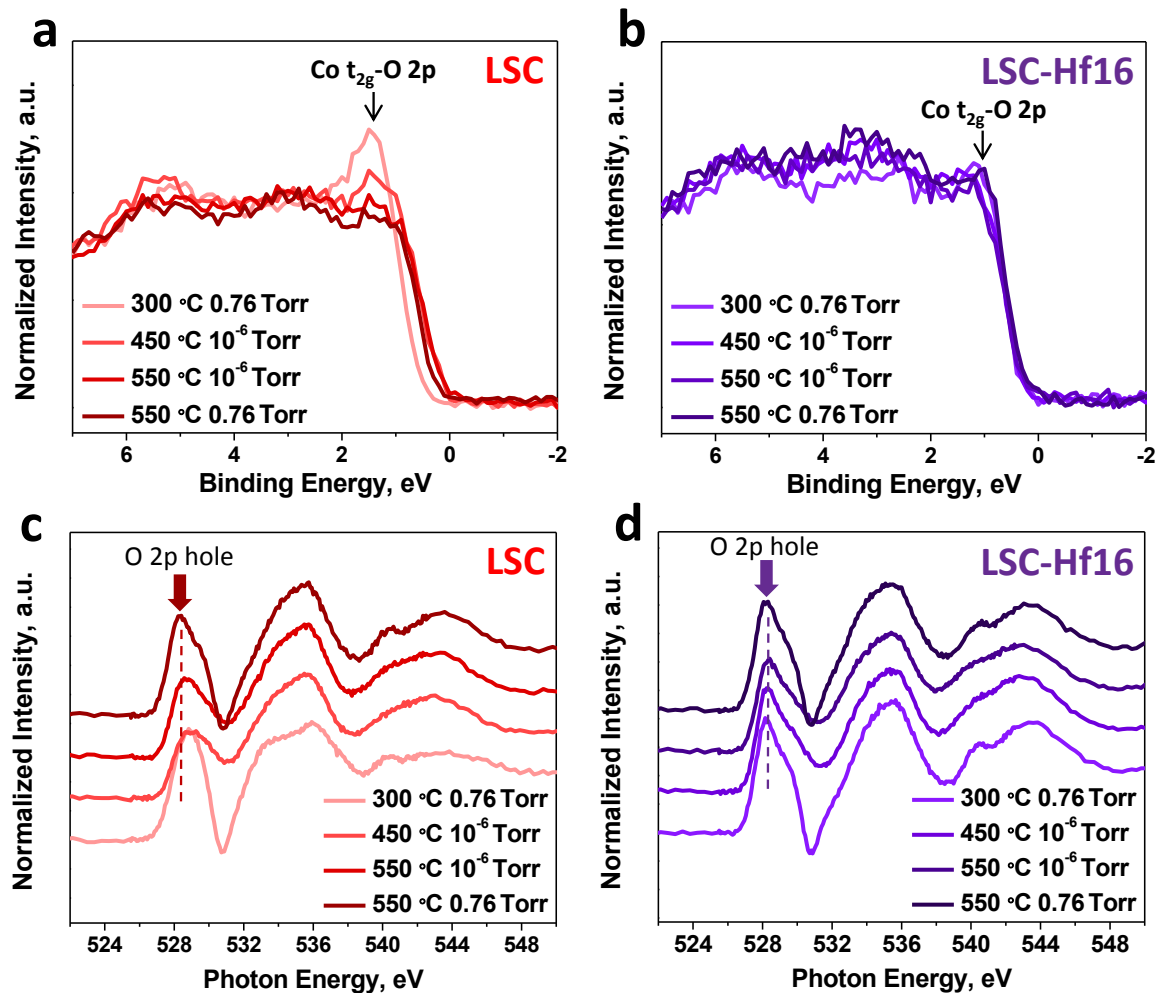 a
LSC
Co t₂g-O 2p
Normalized Intensity, a.u.
300 °C 0.76 Torr
450 °C 10⁻⁶ Torr
550 °C 10⁻⁶ Torr
550 °C 0.76 Torr
6 4 2 0 -2
Binding Energy, eV
b
LSC-Hf16
Co t₂g-O 2p
Normalized Intensity, a.u.
300 °C 0.76 Torr
450 °C 10⁻⁶ Torr
550 °C 10⁻⁶ Torr
550 °C 0.76 Torr
6 4 2 0 -2
Binding Energy, eV
c
O 2p hole
LSC
Normalized Intensity, a.u.
300 °C 0.76 Torr
450 °C 10⁻⁶ Torr
550 °C 10⁻⁶ Torr
550 °C 0.76 Torr
524 528 532 536 540 544 548
Photon Energy, eV
d
O 2p hole
LSC-Hf16
Normalized Intensity, a.u.
300 °C 0.76 Torr
450 °C 10⁻⁶ Torr
550 °C 10⁻⁶ Torr
550 °C 0.76 Torr
524 528 532 536 540 544 548
Photon Energy, eV